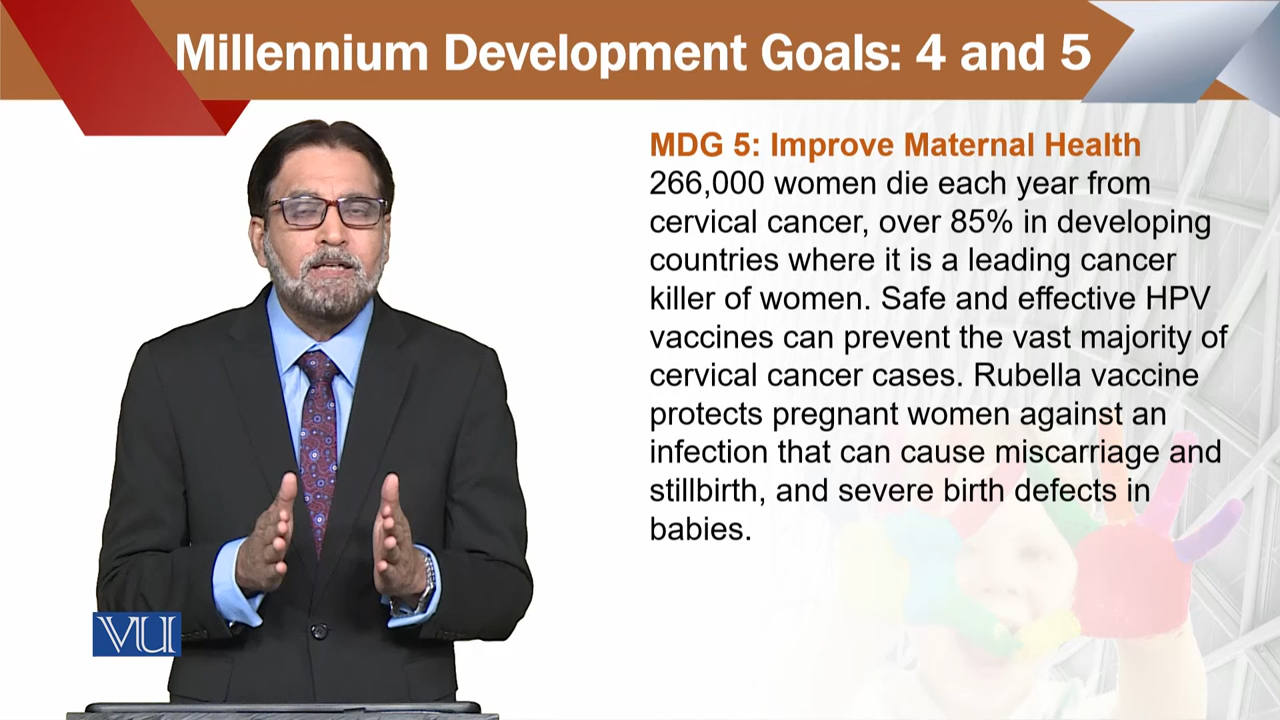 Millennium Development Goals: 4 and 5
MDG 5: Improve Maternal Health
266,000 women die each year from
cervical cancer, over 85% in developing
countries where it is a leading cancer
killer of women. Safe and effective HPV
vaccines can prevent the vast majority of
cervical cancer cases. Rubella vaccine
protects pregnant women against an
infection that can cause miscarriage and
stillbirth, and severe birth defects in
babies.
VU